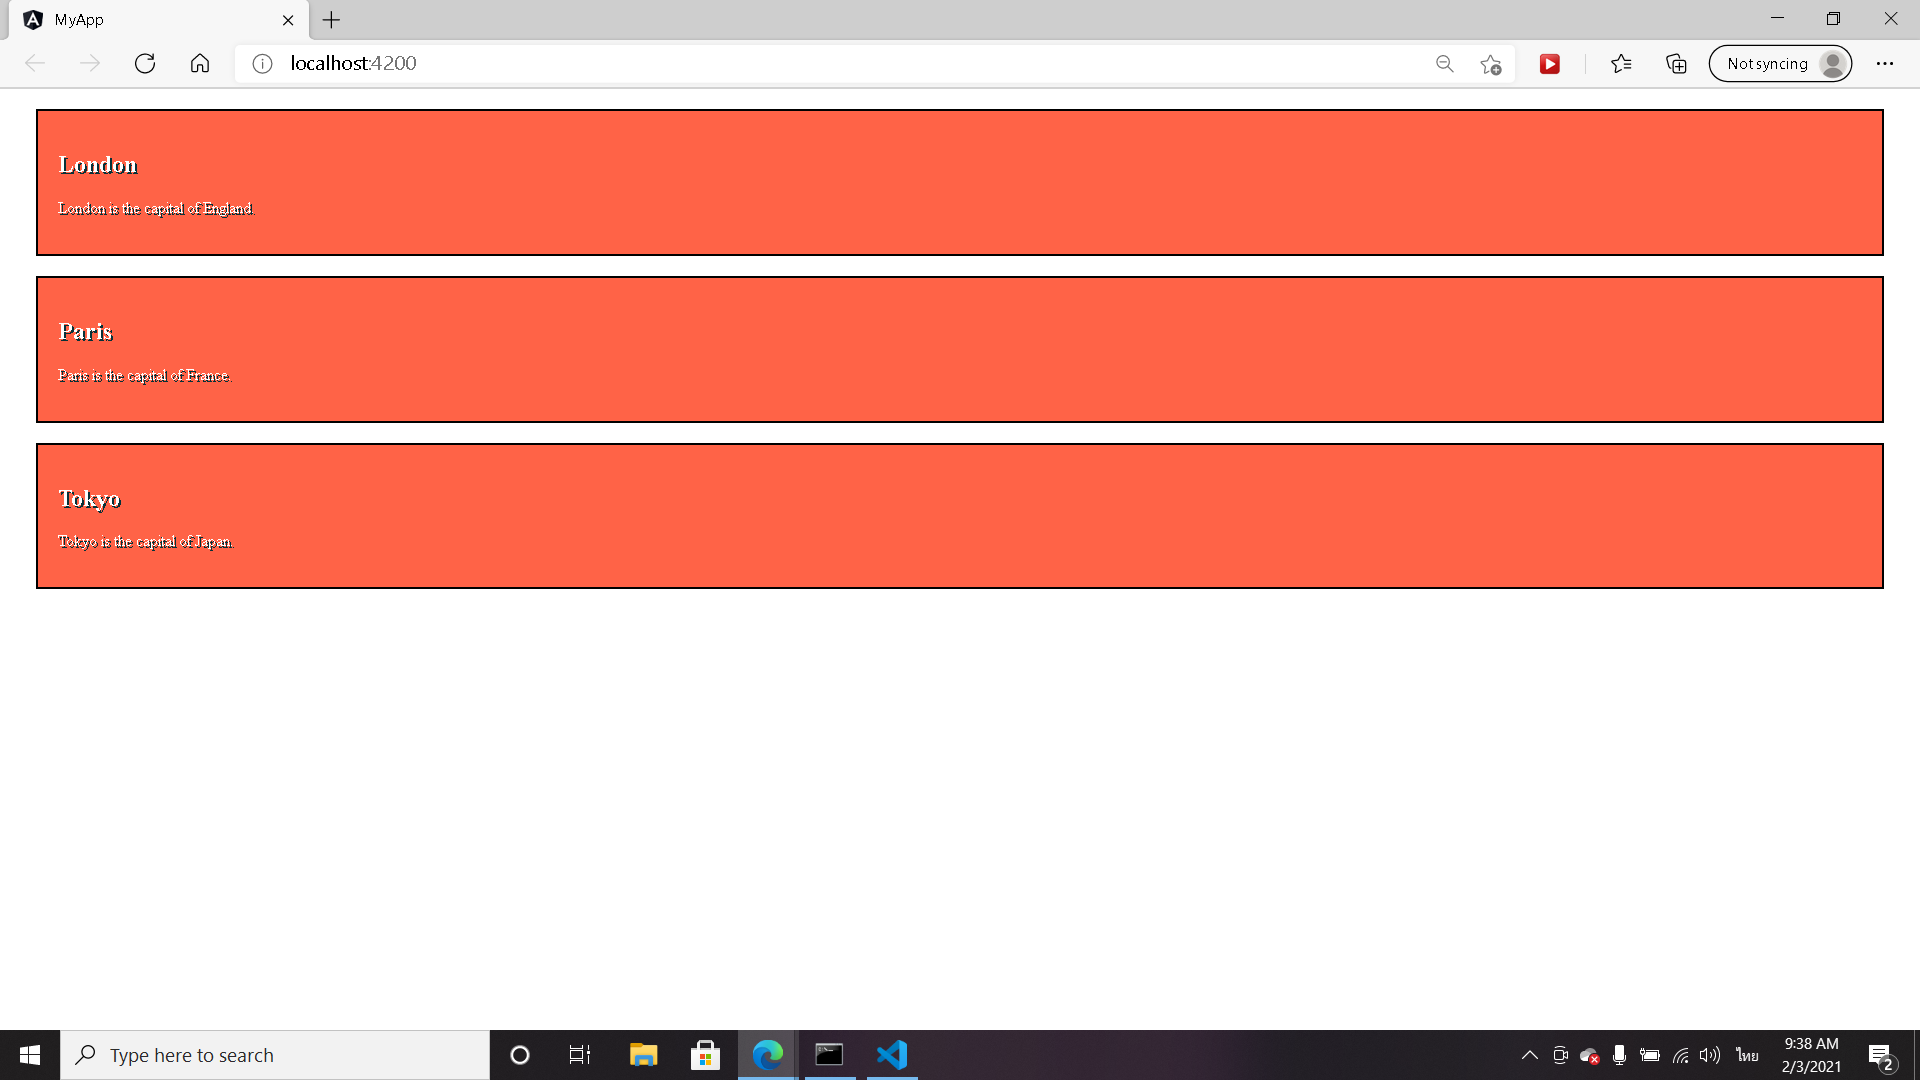 MyApp
localhost:4200
Not syncing
London
London is the capital of England.
Paris
Paris is the capital of France.
Tokyo
Tokyo is the capital of Japan.
Type here to search
ไทย
9:38 AM
2/3/2021
2